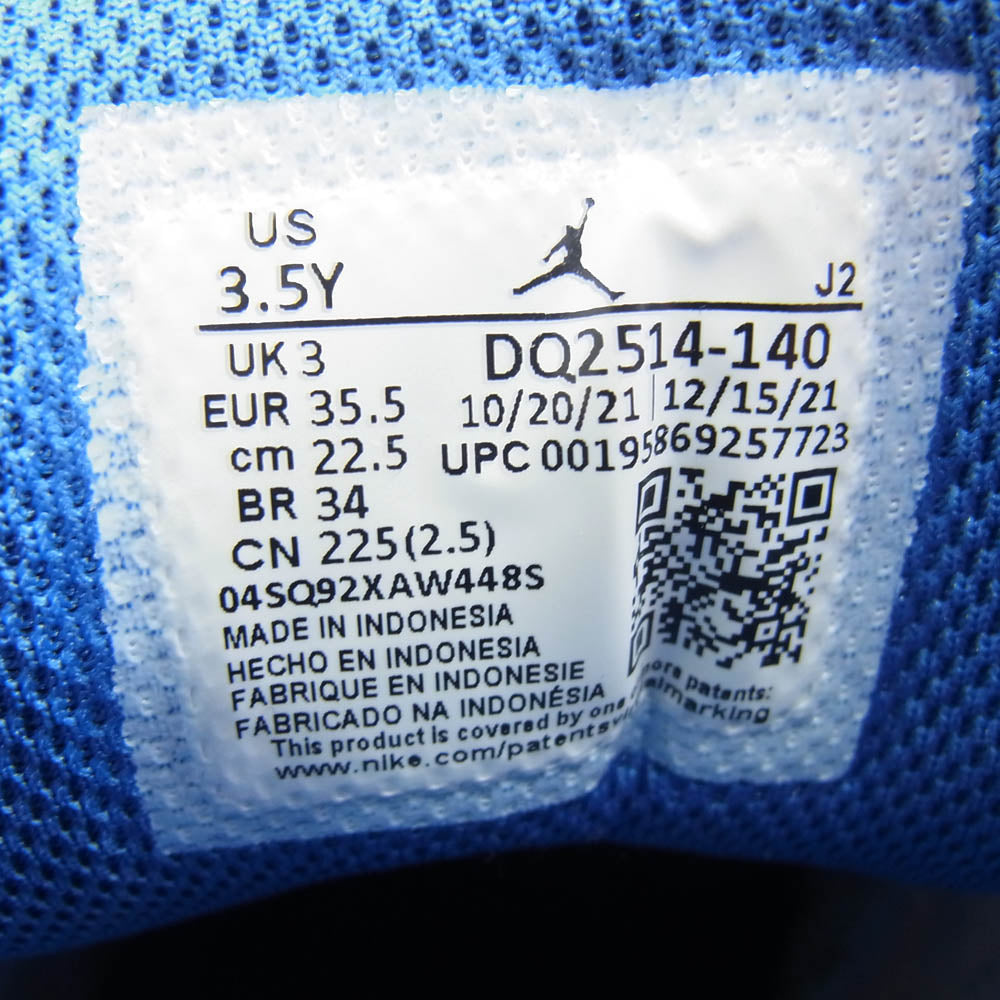 US
3.5Y
J2
UK 3
DQ2514-140
EUR 35.5
10/20/21 12/15/21
cm 22.5
UPC 00195869257723
BR 34
CN 225(2.5)
04SQ92XAW448S
MADE IN INDONESIA
HECHO EN INDONESIA
FABRIQUE EN INDONESIE
FABRICADO NA INDONÉSIA
This product is covered by one patents:
www.nike.com/patents